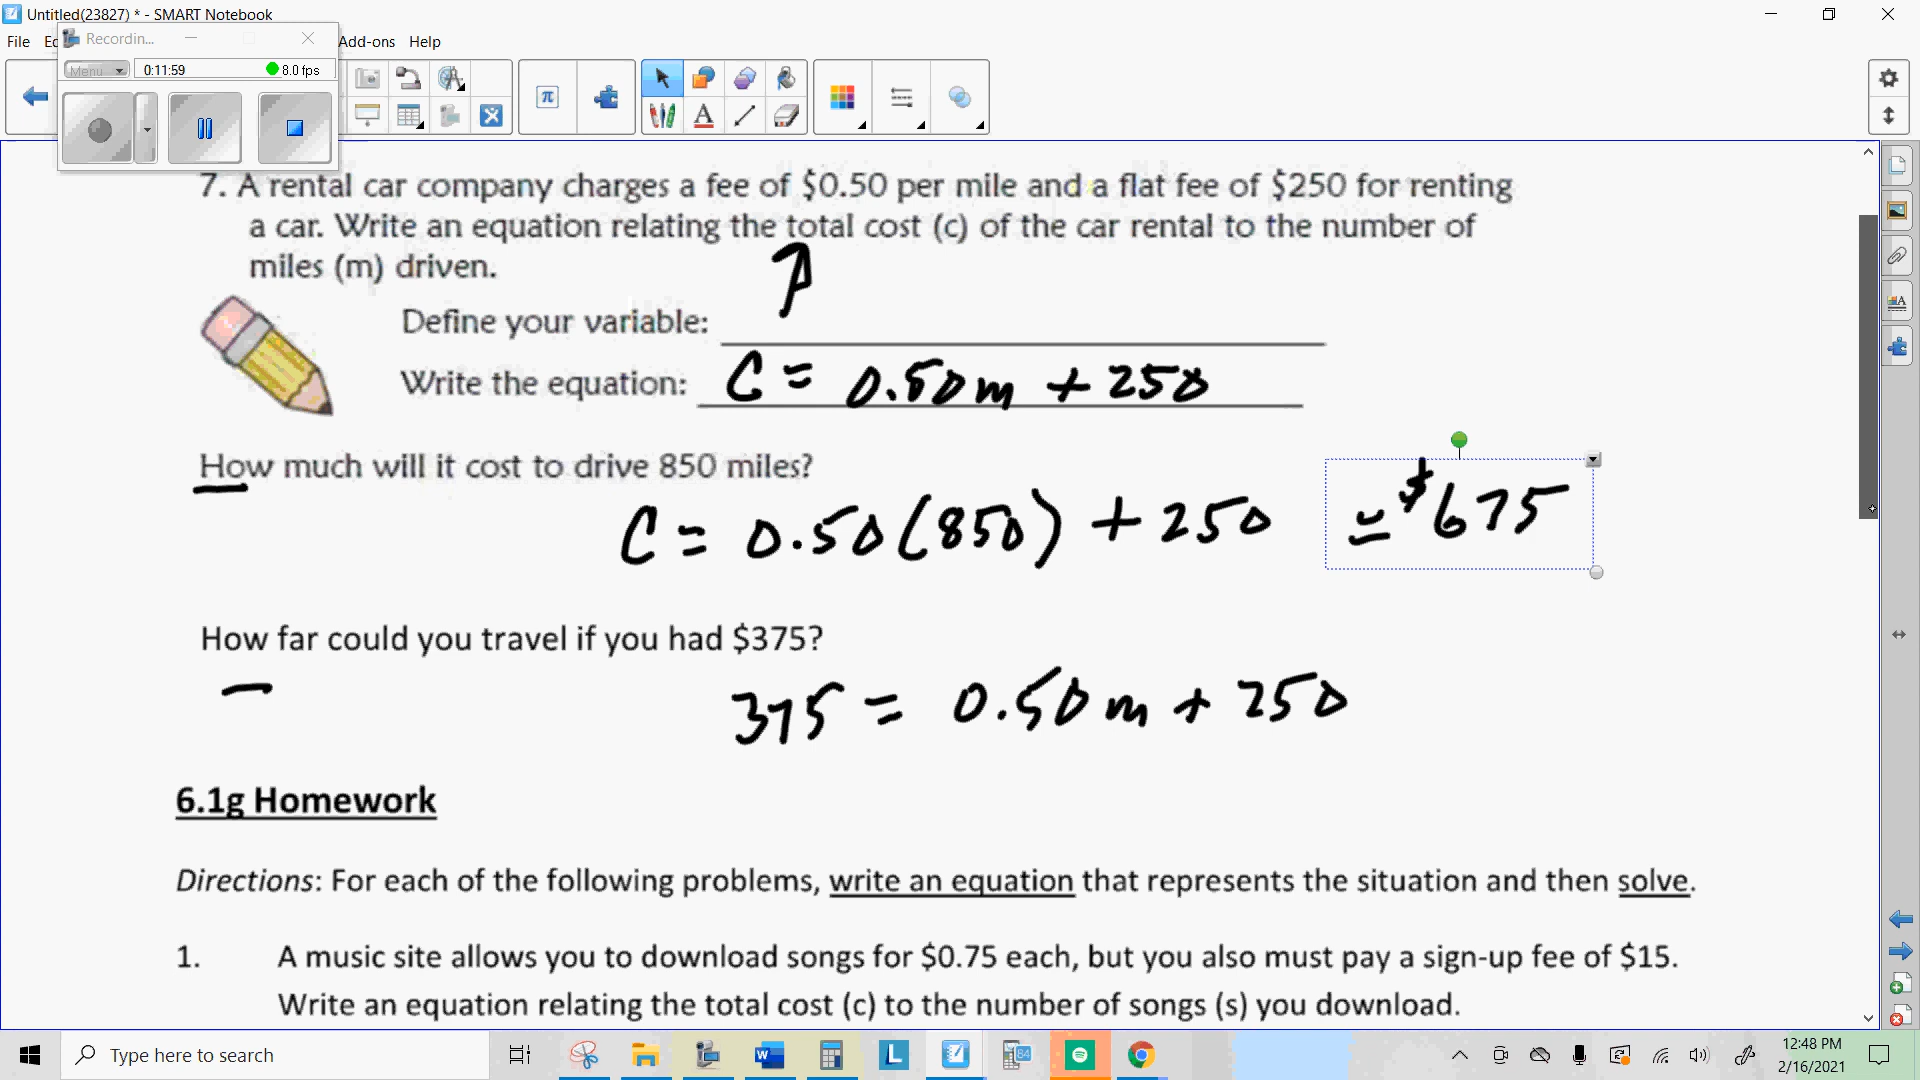 Untitled(23827) * - SMART Notebook
File Ec Recordin... Add-ons Help
Menu 0:11:59 8.0 fps
π
A
7. A rental car company charges a fee of $0.50 per mile and a flat fee of $250 for renting
a car. Write an equation relating the total cost (c) of the car rental to the number of
miles (m) driven.
Define your variable:
Write the equation: C = 0.50m + 250
How much will it cost to drive 850 miles?
C = 0.50(850) + 250 = $675
How far could you travel if you had $375?
375 = 0.50m + 250
6.1g Homework
Directions: For each of the following problems, write an equation that represents the situation and then solve.
1. A music site allows you to download songs for $0.75 each, but you also must pay a sign-up fee of $15.
Write an equation relating the total cost (c) to the number of songs (s) you download.
Type here to search
W
L
84
12:48 PM
2/16/2021